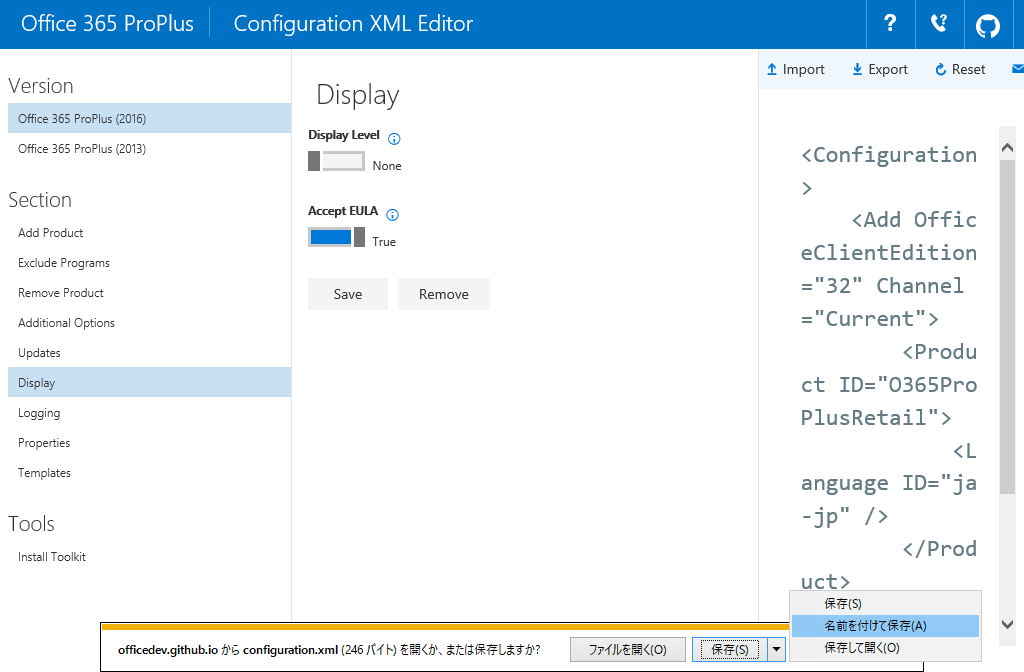 Office 365 ProPlus
Configuration XML Editor
?
Version
Office 365 ProPlus (2016)
Office 365 ProPlus (2013)
Section
Add Product
Exclude Programs
Remove Product
Additional Options
Updates
Display
Logging
Properties
Templates
Tools
Install Toolkit
Display
Display Level
None
Accept EULA
True
Save
Remove
Import
Export
Reset
<Configuration
>
<Add Offic
eClientEdition
="32" Channel
="Current">
<Produ
ct ID="O365Pro
PlusRetail">
<L
anguage ID="ja
-jp" />
</Prod
uct>
保存(S)
名前を付けて保存(A)
保存して開く(O)
officedev.github.io から configuration.xml (246 バイト) を開くか、または保存しますか?
ファイルを開く(O)
保存(S)